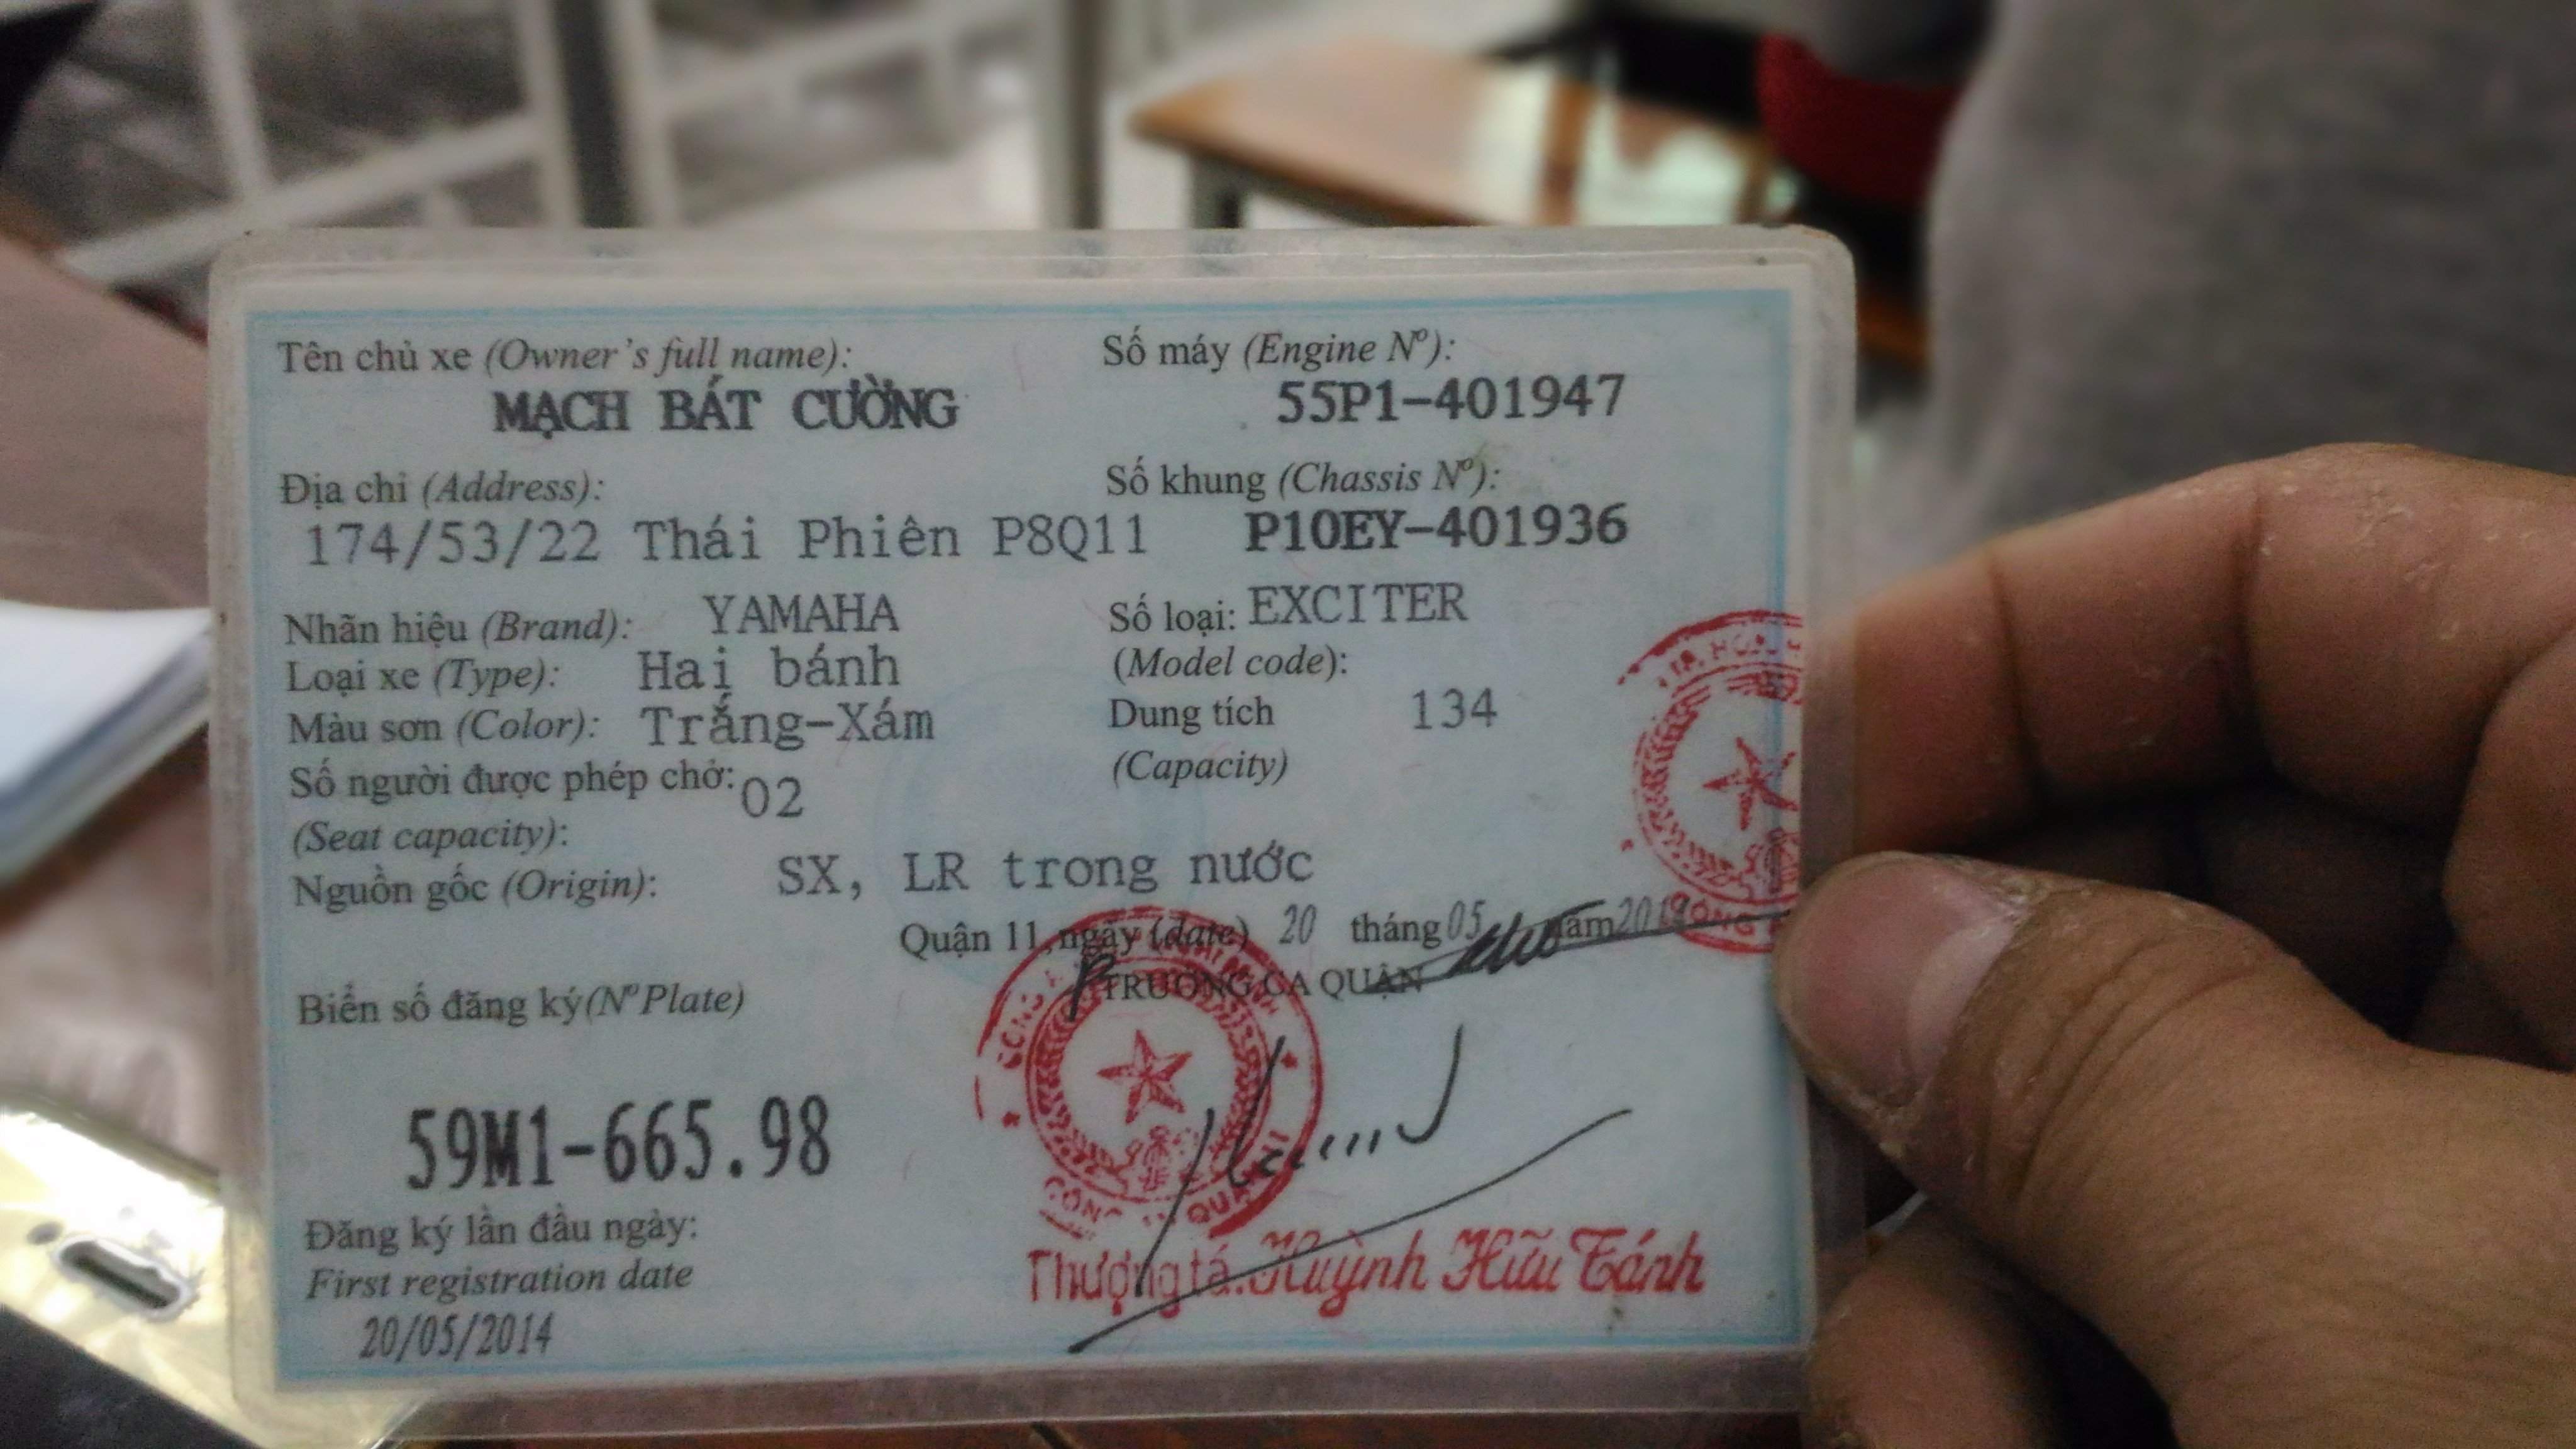 Tên chủ xe (Owner's full name):
MẠCH BẤT CƯỜNG
Số máy (Engine Nº):
55P1-401947
Địa chỉ (Address):
174/53/22 Thái Phiên P8Q11
Số khung (Chassis Nº):
P10EY-401936
Nhãn hiệu (Brand): YAMAHA
Số loại: EXCITER
(Model code):
Loại xe (Type): Hai bánh
Màu sơn (Color): Trắng-Xám
Dung tích 134
(Capacity)
Số người được phép chở: 02
(Seat capacity):
Nguồn gốc (Origin): SX, LR trong nước
Quận 11, ngày (date) 20 tháng 05 năm 2014
TRƯỞNG CA QUẬN
Biển số đăng ký (Nº Plate)
59M1-665.98
Đăng ký lần đầu ngày:
First registration date
20/05/2014
Thượng tá. Huỳnh Hữu Tánh